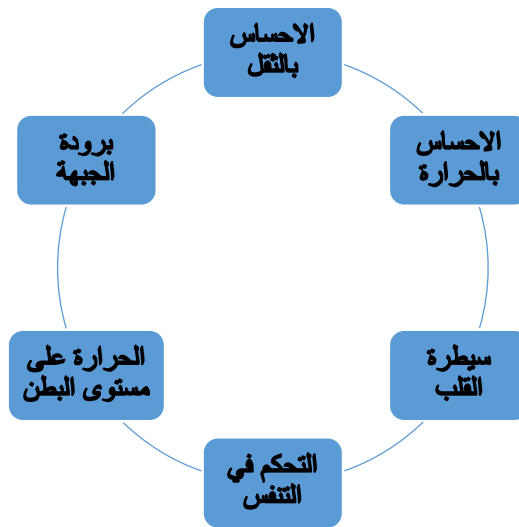 الاحساس
بالثقل
الاحساس
بالحرارة
سيطرة
القلب
التحكم في
التنفس
الحرارة على
مستوى البطن
برودة
الجبهة